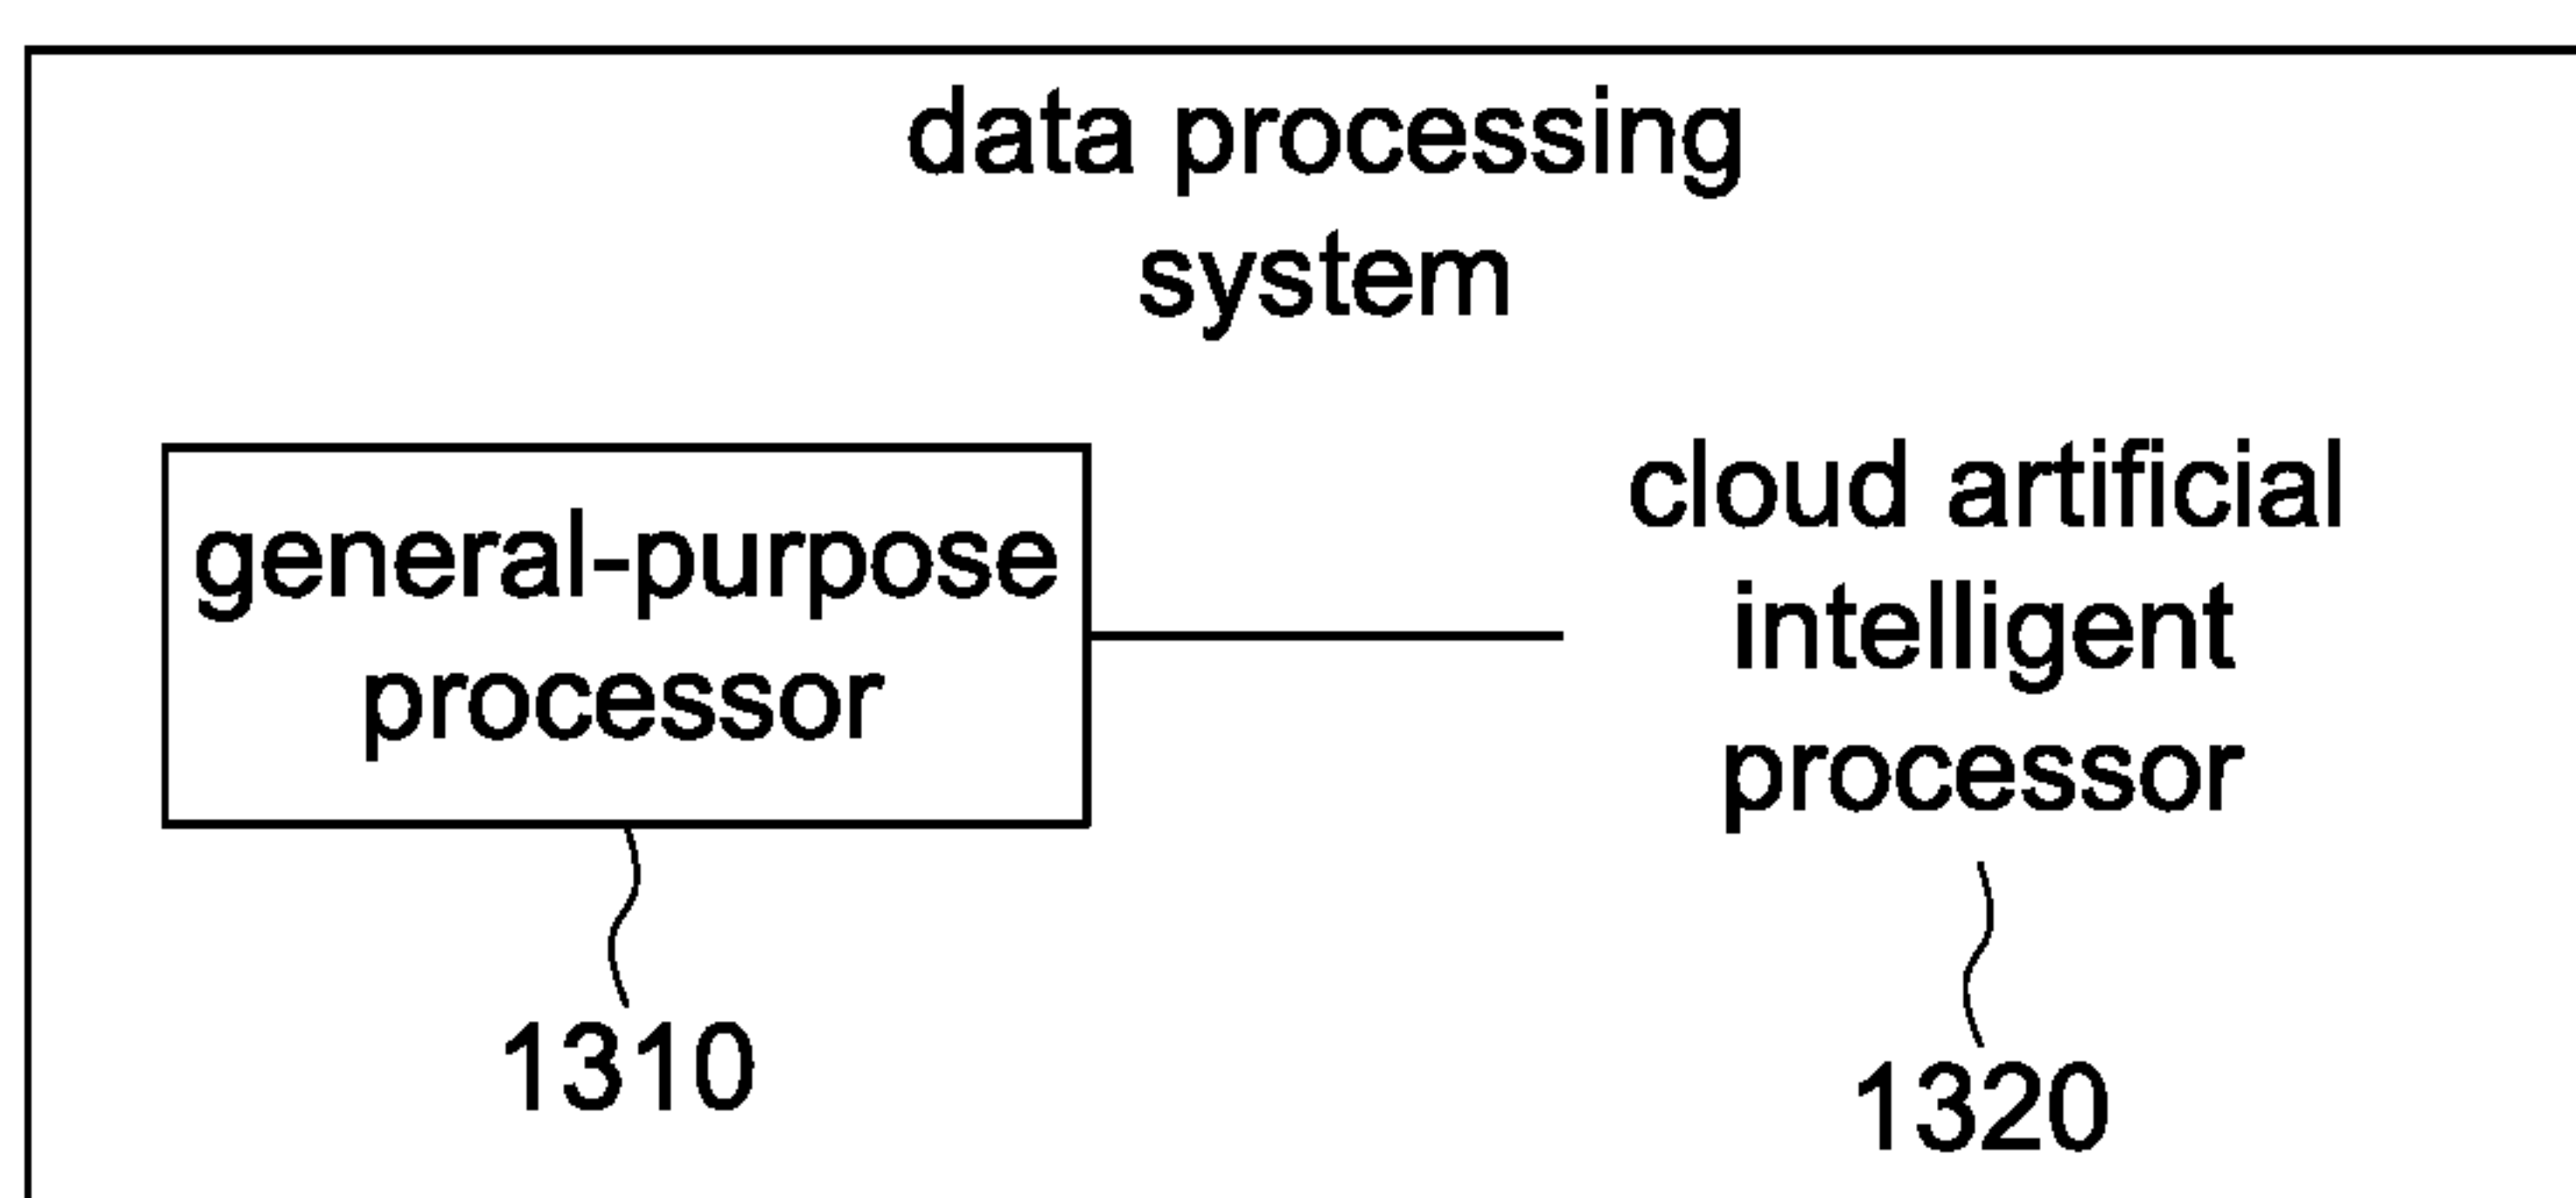 data processing
system
general-purpose
processor
cloud artificial
intelligent
processor
1310
1320